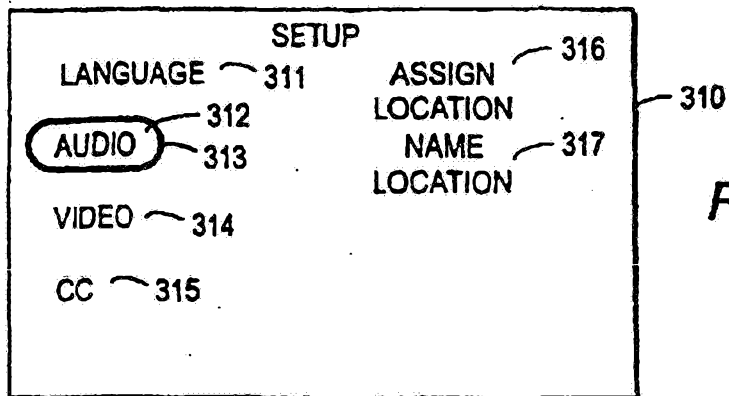 SETUP
LANGUAGE 311
312
AUDIO 313
VIDEO 314
CC 315
316
ASSIGN
LOCATION
NAME 317
LOCATION
310
F